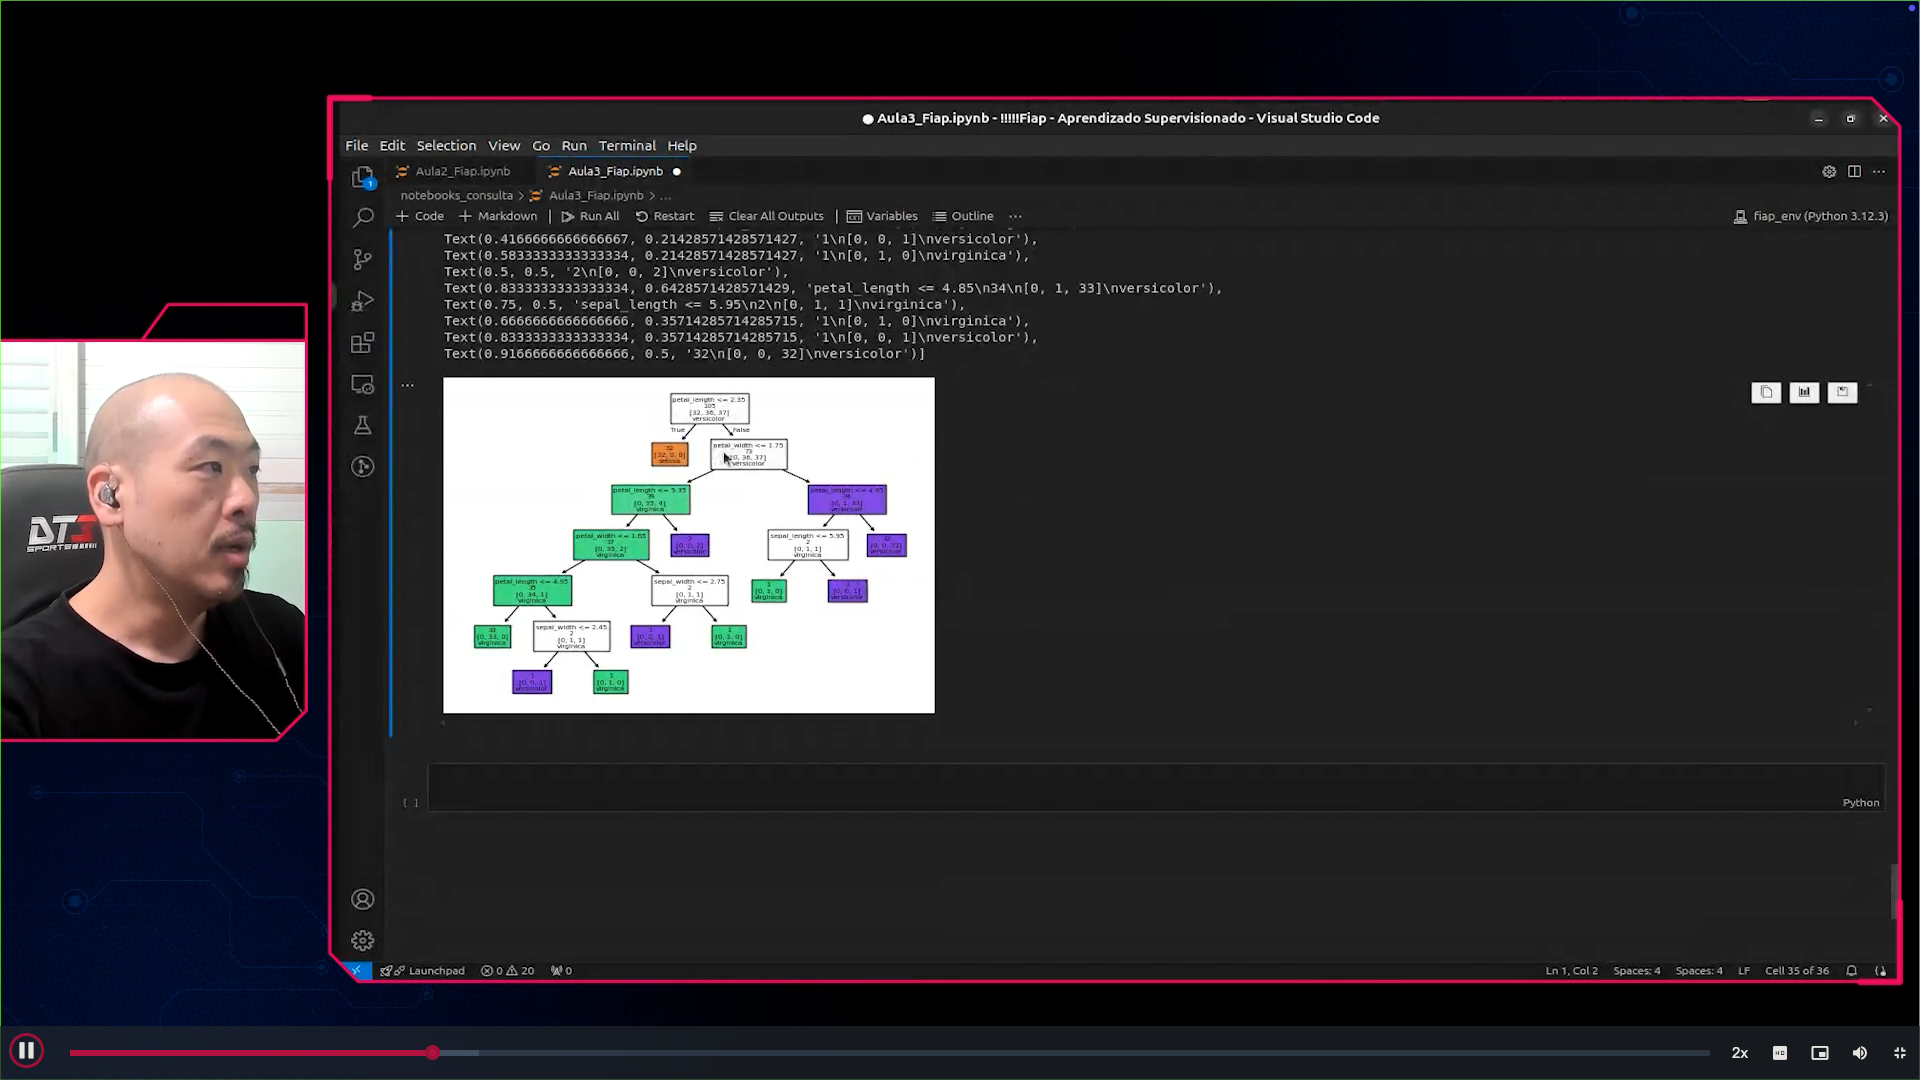 Aula3_Fiap.ipynb - !!!!!Fiap - Aprendizado Supervisionado - Visual Studio Code
File Edit Selection View Go Run Terminal Help
Aula2_Fiap.ipynb Aula3_Fiap.ipynb
notebooks_consulta > Aula3_Fiap.ipynb > ...
+ Code + Markdown | Run All Restart Clear All Outputs | Variables Outline ... fiap_env (Python 3.12.3)
Text(0.4166666666666667, 0.21428571428571427, '1\n[0, 0, 1]\nversicolor'),
Text(0.5833333333333334, 0.21428571428571427, '1\n[0, 1, 0]\nvirginica'),
Text(0.5, 0.5, '2\n[0, 0, 2]\nversicolor'),
Text(0.8333333333333334, 0.6428571428571429, 'petal_length <= 4.85\n34\n[0, 1, 33]\nversicolor'),
Text(0.75, 0.5, 'sepal_length <= 5.95\n2\n[0, 1, 1]\nvirginica'),
Text(0.6666666666666666, 0.35714285714285715, '1\n[0, 1, 0]\nvirginica'),
Text(0.8333333333333334, 0.35714285714285715, '1\n[0, 0, 1]\nversicolor'),
Text(0.9166666666666666, 0.5, '32\n[0, 0, 32]\nversicolor')]
petal_length <= 2.35
105
[32, 36, 37]
versicolor
True False
32
[32, 0, 0]
setosa
petal_width <= 1.75
73
36, 37]
versicolor
petal_length <= 5.35
39
[0, 35, 4]
virginica
petal_length <= 4.85
34
[0, 1, 33]
versicolor
petal_width <= 1.65
37
[0, 35, 2]
virginica
2
[0, 0, 2]
versicolor
sepal_length <= 5.95
2
[0, 1, 1]
virginica
32
[0, 0, 32]
versicolor
petal_length <= 4.95
35
[0, 34, 1]
virginica
sepal_width <= 2.75
2
[0, 1, 1]
virginica
1
[0, 1, 0]
virginica
1
[0, 0, 1]
versicolor
33
[0, 33, 0]
virginica
sepal_width <= 2.45
2
[0, 1, 1]
virginica
1
[0, 0, 1]
versicolor
1
[0, 1, 0]
virginica
1
[0, 0, 1]
versicolor
1
[0, 1, 0]
virginica
[ ]
Python
DT3
SPORTS
Launchpad 0 20 0 Ln 1, Col 2 Spaces: 4 Spaces: 4 LF Cell 35 of 36
2x HD